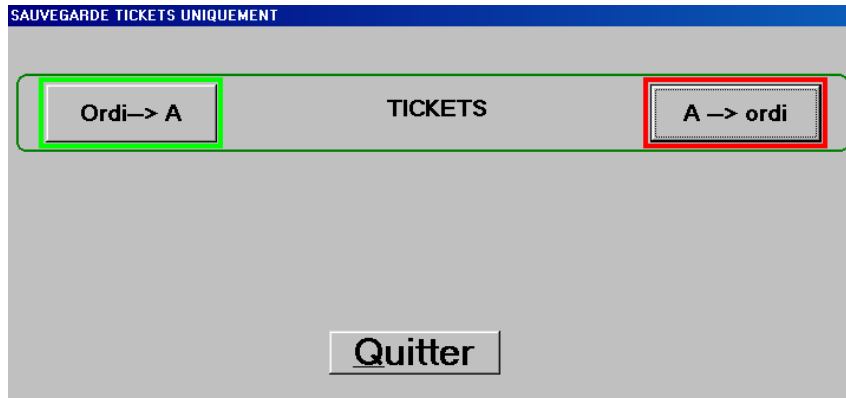 SAUVEGARDE TICKETS UNIQUEMENT
Ordi—> A
TICKETS
A —> ordi
Quitter